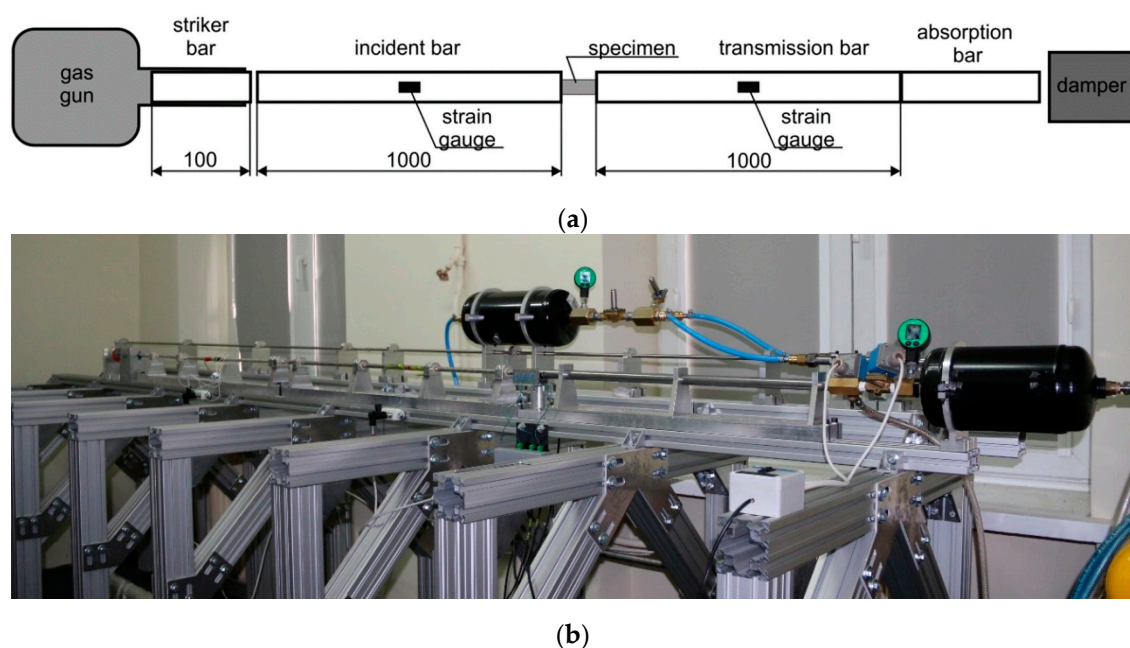 striker
bar
incident bar
specimen
transmission bar
absorption
bar
gas
gun
damper
strain
gauge
strain
gauge
100
1000
1000
(a)
(b)